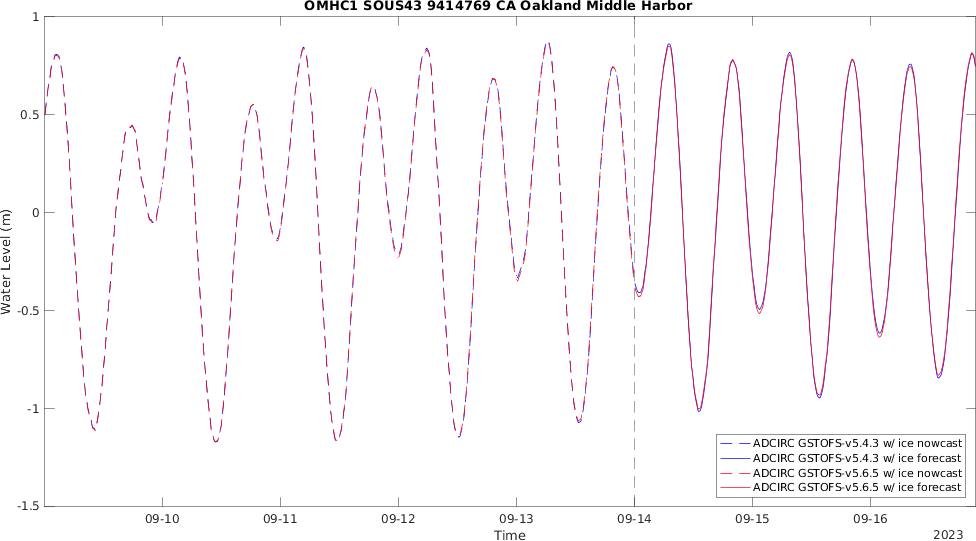 OMHC1 SOUS43 9414769 CA Oakland Middle Harbor
1
0.5
0
-0.5
-1
-1.5
Water Level (m)
09-10
09-11
09-12
09-13
09-14
09-15
09-16
Time
2023
ADCIRC GSTOFS-v5.4.3 w/ ice nowcast
ADCIRC GSTOFS-v5.4.3 w/ ice forecast
ADCIRC GSTOFS-v5.6.5 w/ ice nowcast
ADCIRC GSTOFS-v5.6.5 w/ ice forecast